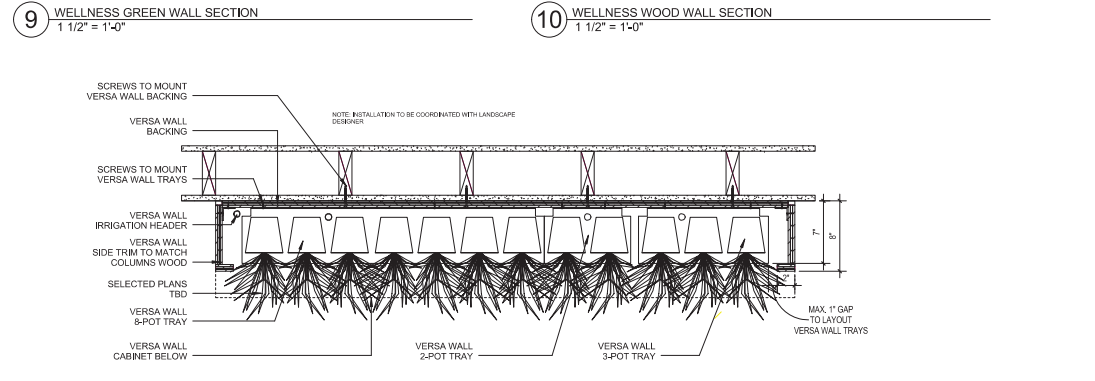 9 WELLNESS GREEN WALL SECTION
1 1/2" = 1'-0"
10 WELLNESS WOOD WALL SECTION
1 1/2" = 1'-0"
SCREWS TO MOUNT
VERSA WALL BACKING
NOTE: INSTALLATION TO BE COORDINATED WITH LANDSCAPE
DESIGNER
VERSA WALL
BACKING
SCREWS TO MOUNT
VERSA WALL TRAYS
VERSA WALL
IRRIGATION HEADER
VERSA WALL
SIDE TRIM TO MATCH
COLUMNS WOOD
SELECTED PLANS
TBD
VERSA WALL
8-POT TRAY
VERSA WALL
CABINET BELOW
VERSA WALL
2-POT TRAY
VERSA WALL
3-POT TRAY
7"
8"
2"
MAX. 1" GAP
TO LAYOUT
VERSA WALL TRAYS